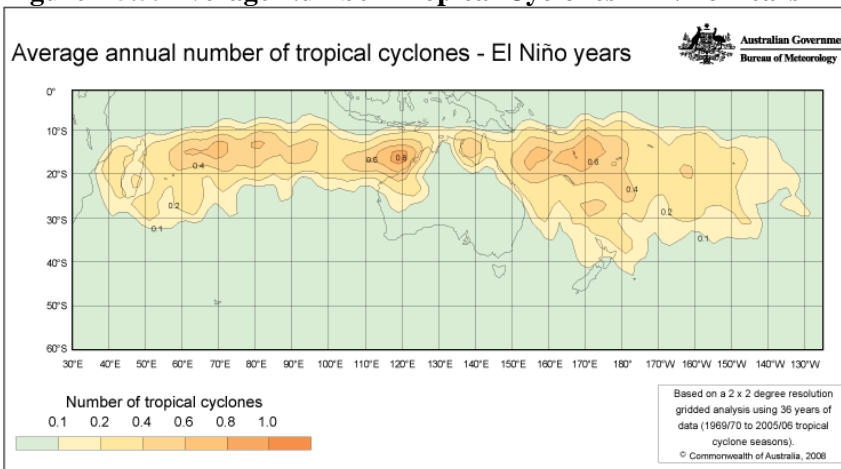 Average annual number of tropical cyclones - El Niño years
Australian Governme
Bureau of Meteorology
0°
10°S
20°S
30°S
40°S
50°S
60°S
0.4
0.2
0.1
0.6
0.8
0.6
0.4
0.2
0.1
30°E 40°E 50°E 60°E 70°E 80°E 90°E 100°E 110°E 120°E 130°E 140°E 150°E 160°E 170°E 180° 170°W 160°W 150°W 140°W 130°W
Number of tropical cyclones
0.1 0.2 0.4 0.6 0.8 1.0
Based on a 2 x 2 degree resolution
gridded analysis using 36 years of
data (1969/70 to 2005/06 tropical
cyclone seasons).
© Commonwealth of Australia, 2008